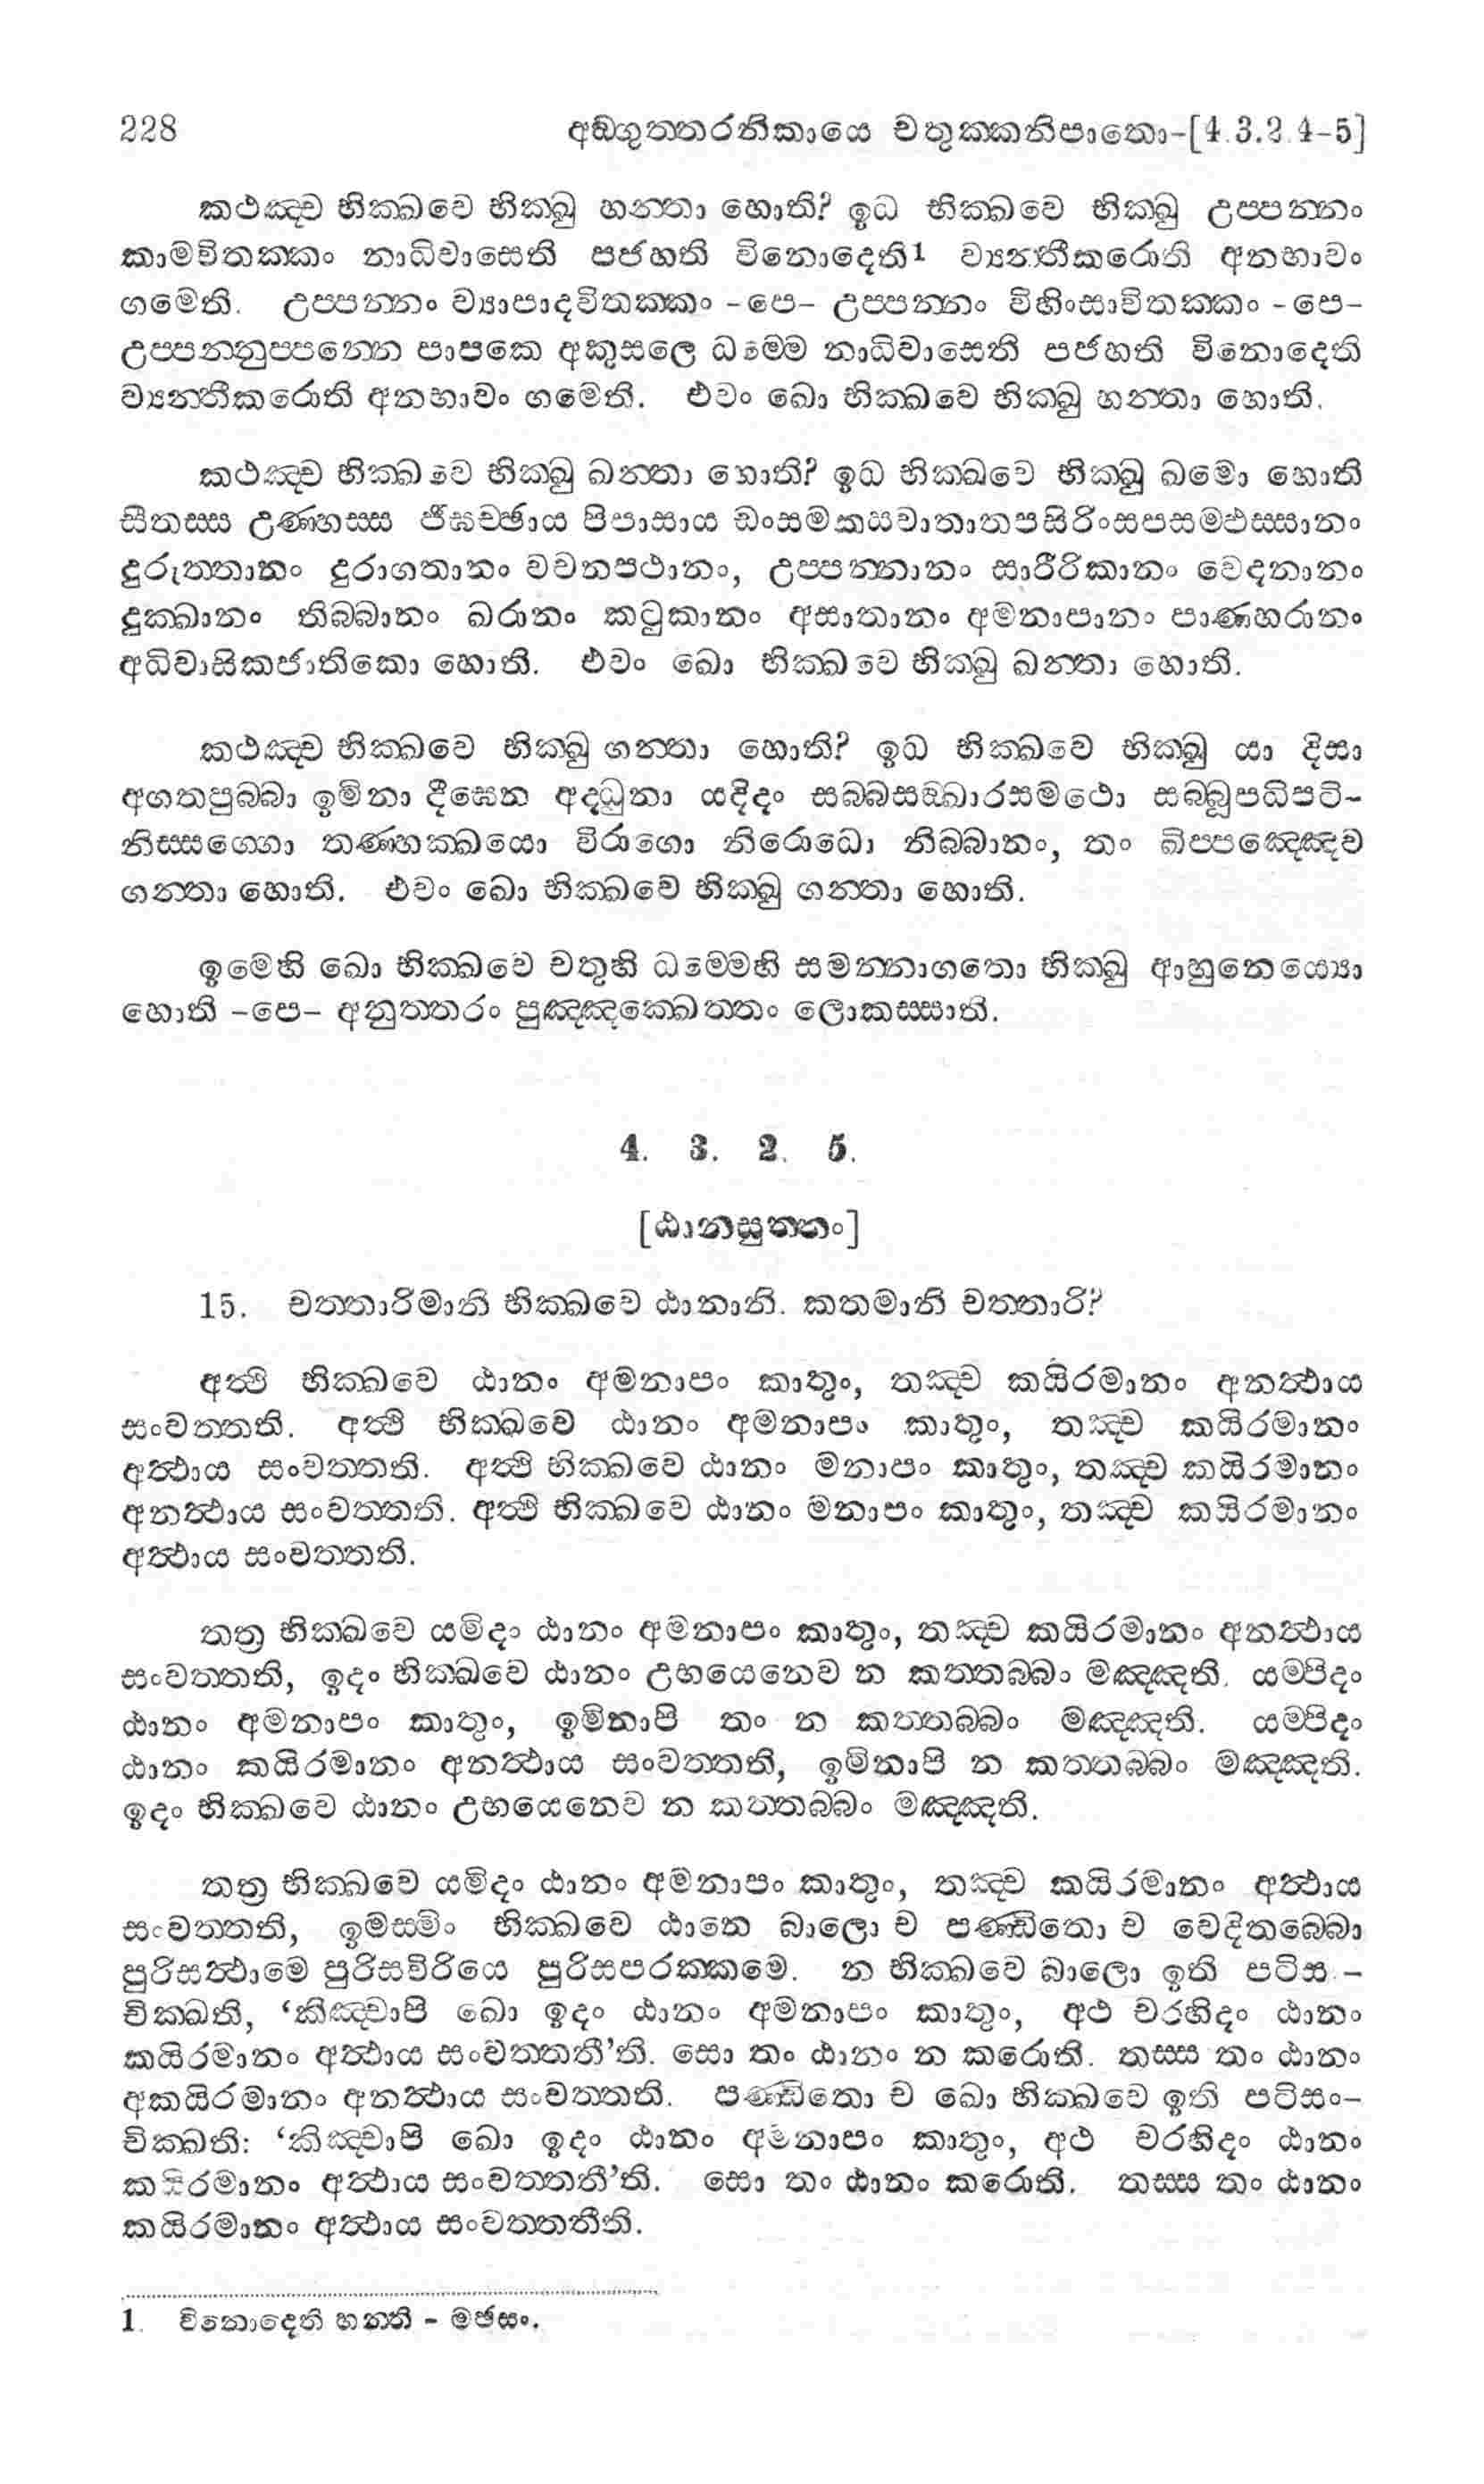 228 අඞ්ගුත්තරනිකායෙ චතුක්කනිපාතො-[4.3.2.4-5]
කථඤ්ච භික්ඛවෙ භික්ඛු හන්තා හොති? ඉධ භික්ඛවෙ භික්ඛු උප්පන්නං
කාමවිතක්කං නාධිවාසෙති පජහති විනොදෙති1 ව්‍යන්තීකරොති අනභාවං
ගමෙති. උප්පන්නං ව්‍යාපාදවිතක්කං -පෙ- උප්පන්නං විහිංසාවිතක්කං -පෙ-
උප්පන්නුප්පන්නෙ පාපකෙ අකුසලෙ ධම්මෙ නාධිවාසෙති පජහති විනොදෙති
ව්‍යන්තීකරොති අනභාවං ගමෙති. එවං ඛො භික්ඛවෙ භික්ඛු හන්තා හොති.
කථඤ්ච භික්ඛවෙ භික්ඛු ඛන්තා හොති? ඉධ භික්ඛවෙ භික්ඛු ඛමො හොති
සීතස්ස උණ්හස්ස ජිඝච්ඡාය පිපාසාය ඩංසමකසවාතාතපසිරිංසපසම්ඵස්සානං
දුරුත්තානං දුරාගතානං වචනපථානං, උප්පන්නානං සාරීරිකානං වෙදනානං
දුක්ඛානං තිබ්බානං ඛරානං කටුකානං අසාතානං අමනාපානං පාණහරානං
අධිවාසිකජාතිකො හොති. එවං ඛො භික්ඛවෙ භික්ඛු ඛන්තා හොති.
කථඤ්ච භික්ඛවෙ භික්ඛු ගන්තා හොති? ඉධ භික්ඛවෙ භික්ඛු යා දිසා
අගතපුබ්බා ඉමිනා දීඝෙන අද්ධුනා යදිදං සබ්බසඞ්ඛාරසමථො සබ්බූපධිපටි-
නිස්සග්ගො තණ්හක්ඛයො විරාගො නිරොධො නිබ්බානං, තං ඛිප්පඤ්ඤෙව
ගන්තා හොති. එවං ඛො භික්ඛවෙ භික්ඛු ගන්තා හොති.
ඉමෙහි ඛො භික්ඛවෙ චතුහි ධම්මෙහි සමන්නාගතො භික්ඛු ආහුනෙය්‍යො
හොති -පෙ- අනුත්තරං පුඤ්ඤක්ඛෙත්තං ලොකස්සාති.
4. 3. 2. 5.
[ඨානසුත්තං]
15. චත්තාරිමානි භික්ඛවෙ ඨානානි. කතමානි චත්තාරි?
අත්ථි භික්ඛවෙ ඨානං අමනාපං කාතුං, තඤ්ච කයිරමානං අනත්ථාය
සංවත්තති. අත්ථි භික්ඛවෙ ඨානං අමනාපං කාතුං, තඤ්ච කයිරමානං
අත්ථාය සංවත්තති. අත්ථි භික්ඛවෙ ඨානං මනාපං කාතුං, තඤ්ච කයිරමානං
අනත්ථාය සංවත්තති. අත්ථි භික්ඛවෙ ඨානං මනාපං කාතුං, තඤ්ච කයිරමානං
අත්ථාය සංවත්තති.
තත්‍ර භික්ඛවෙ යමිදං ඨානං අමනාපං කාතුං, තඤ්ච කයිරමානං අනත්ථාය
සංවත්තති, ඉදං භික්ඛවෙ ඨානං උභයෙනෙව න කත්තබ්බං මඤ්ඤති. යම්පිදං
ඨානං අමනාපං කාතුං, ඉමිනාපි තං න කත්තබ්බං මඤ්ඤති. යම්පිදං
ඨානං කයිරමානං අනත්ථාය සංවත්තති, ඉමිනාපි න කත්තබ්බං මඤ්ඤති.
ඉදං භික්ඛවෙ ඨානං උභයෙනෙව න කත්තබ්බං මඤ්ඤති.
තත්‍ර භික්ඛවෙ යමිදං ඨානං අමනාපං කාතුං, තඤ්ච කයිරමානං අත්ථාය
සංවත්තති, ඉමස්මිං භික්ඛවෙ ඨානෙ බාලො ච පණ්ඩිතො ච වෙදිතබ්බො
පුරිසත්ථාමෙ පුරිසවිරියෙ පුරිසපරක්කමෙ. න භික්ඛවෙ බාලො ඉති පටිස.-
චික්ඛති, ‘කිඤ්චාපි ඛො ඉදං ඨානං අමනාපං කාතුං, අථ චරහිදං ඨානං
කයිරමානං අත්ථාය සංවත්තතී’ති. සො තං ඨානං න කරොති. තස්ස තං ඨානං
අකයිරමානං අනත්ථාය සංවත්තති. පණ්ඩිතො ච ඛො භික්ඛවෙ ඉති පටිසං-
චික්ඛති: ‘කිඤ්චාපි ඛො ඉදං ඨානං අමනාපං කාතුං, අථ චරහිදං ඨානං
කයිරමානං අත්ථාය සංවත්තතී’ති. සො තං ඨානං කරොති. තස්ස තං ඨානං
කයිරමානං අත්ථාය සංවත්තතීති.
1. විනොදෙති හන්ති - මඡසං.